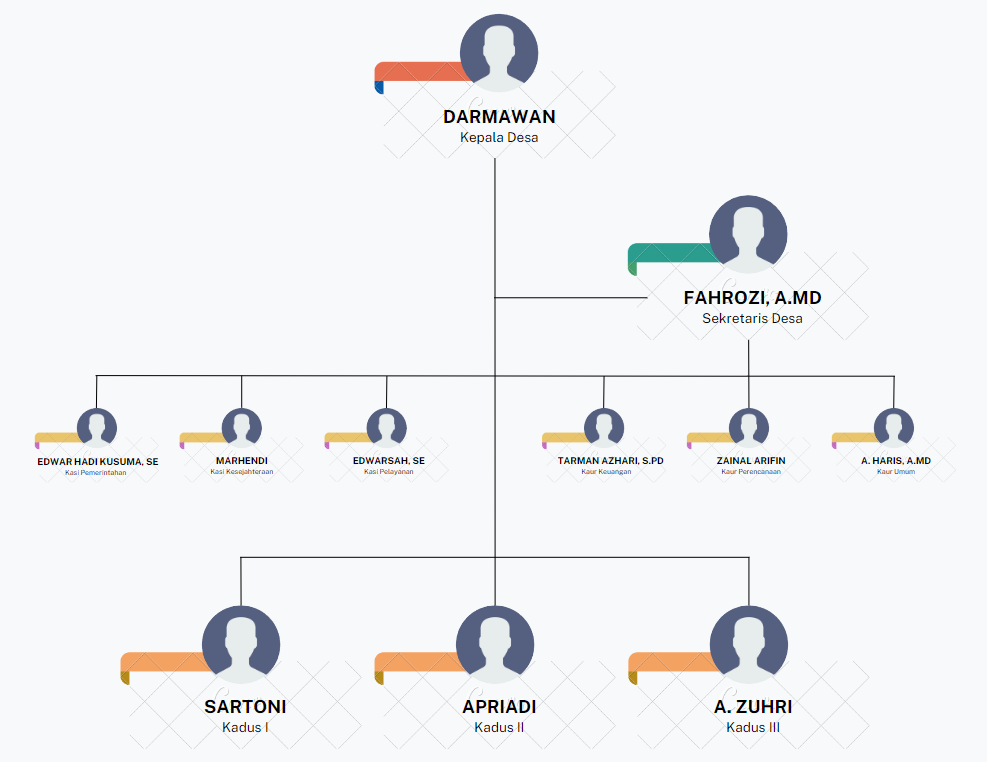 DARMAWAN
Kepala Desa
FAHROZI, A.MD
Sekretaris Desa
EDWAR HADI KUSUMA, SE
Kasi Pemerintahan
MARHENDI
Kasi Kesejahteraan
EDWARSAH, SE
Kasi Pelayanan
TARMAN AZHARI, S.PD
Kaur Keuangan
ZAINAL ARIFIN
Kaur Perencanaan
A. HARIS, A.MD
Kaur Umum
SARTONI
Kadus I
APRIADI
Kadus II
A. ZUHRI
Kadus III